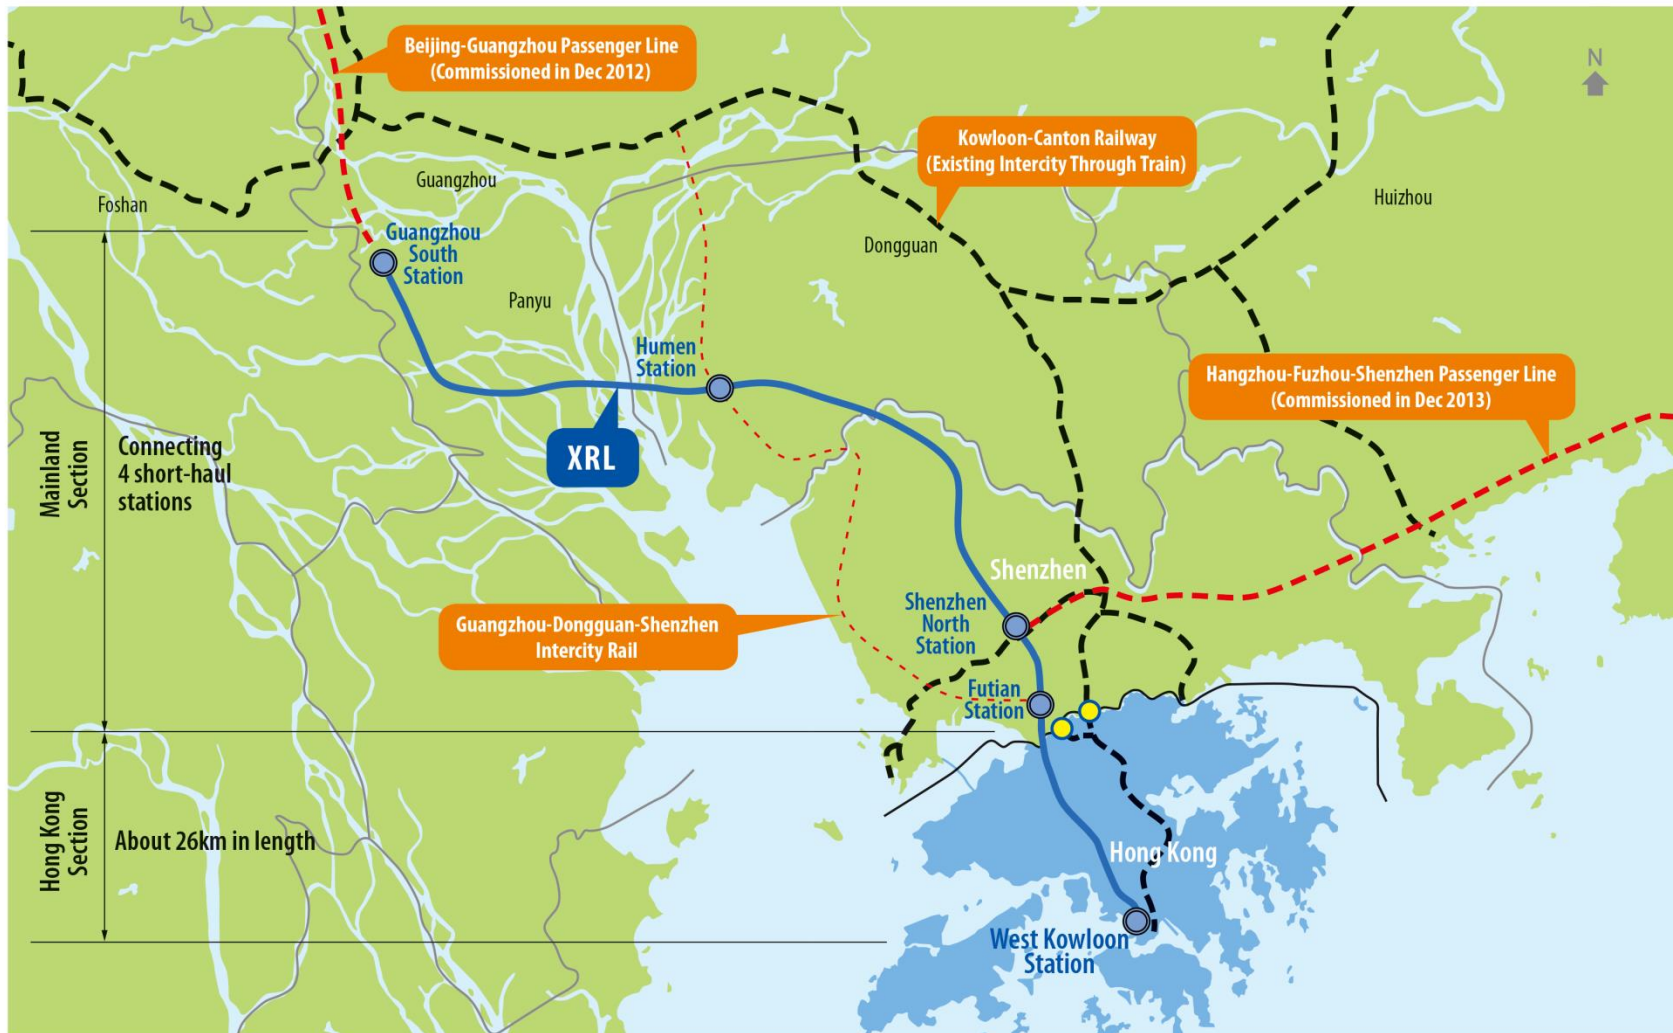 Beijing-Guangzhou Passenger Line
(Commissioned in Dec 2012)
N
Kowloon-Canton Railway
(Existing Intercity Through Train)
Guangzhou
Foshan
Huizhou
Guangzhou
South
Station
Dongguan
Panyu
Humen
Station
Hangzhou-Fuzhou-Shenzhen Passenger Line
(Commissioned in Dec 2013)
XRL
Mainland
Section
Connecting
4 short-haul
stations
Shenzhen
Shenzhen
North
Station
Guangzhou-Dongguan-Shenzhen
Intercity Rail
Futian
Station
Hong Kong
Section
About 26km in length
Hong Kong
West Kowloon
Station